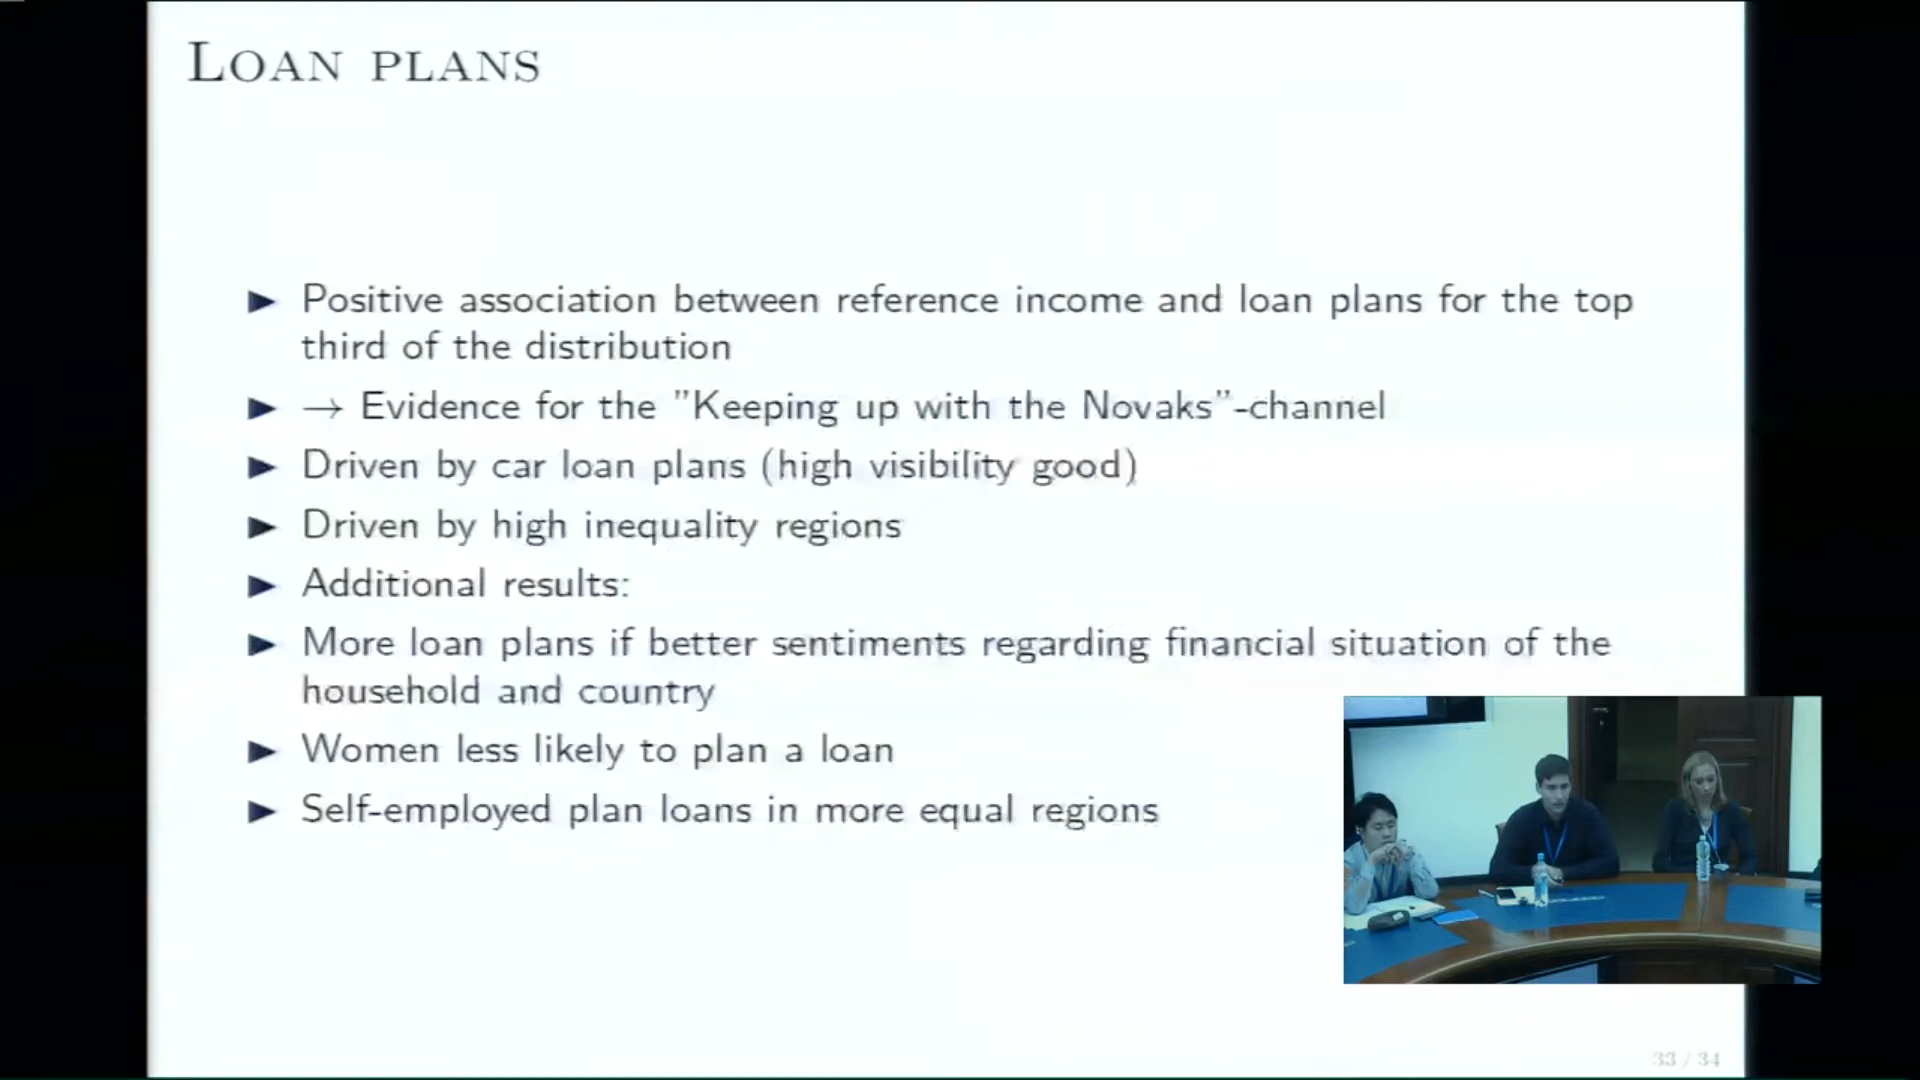 LOAN PLANS
▶ Positive association between reference income and loan plans for the top
third of the distribution
▶ → Evidence for the "Keeping up with the Novaks"-channel
▶ Driven by car loan plans (high visibility good)
▶ Driven by high inequality regions
▶ Additional results:
▶ More loan plans if better sentiments regarding financial situation of the
household and country
▶ Women less likely to plan a loan
▶ Self-employed plan loans in more equal regions
33 / 34